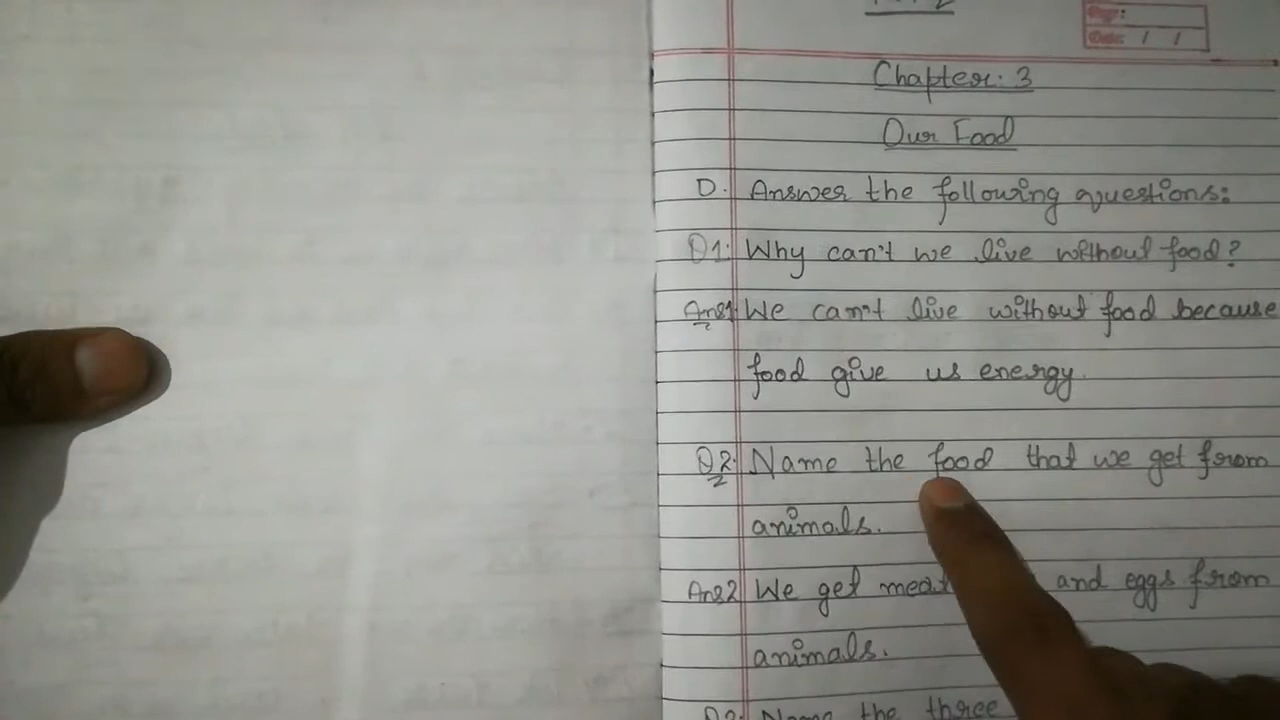 Chapter: 3
Our Food
D. Answer the following questions:
Q1. Why can't we live without food?
Ans1 We can't live without food because
food give us energy.
Q2. Name the food that we get from
animals.
Ans2 We get meat and eggs from
animals.
Name the three